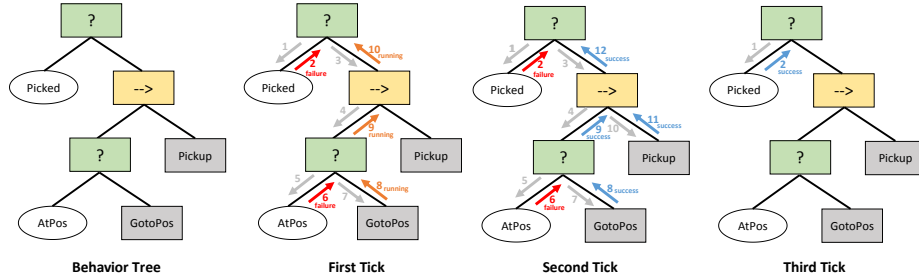 ?
Picked
-->
?
Pickup
AtPos
GotoPos
Behavior Tree
?
1
2
failure
3
10
running
Picked
-->
4
9
running
?
Pickup
5
6
failure
7
8 running
AtPos
GotoPos
First Tick
?
1
2
failure
3
12
success
Picked
-->
4
9
success
10
11
success
?
Pickup
5
6
failure
7
8 success
AtPos
GotoPos
Second Tick
?
1
2
success
Picked
-->
?
Pickup
AtPos
GotoPos
Third Tick